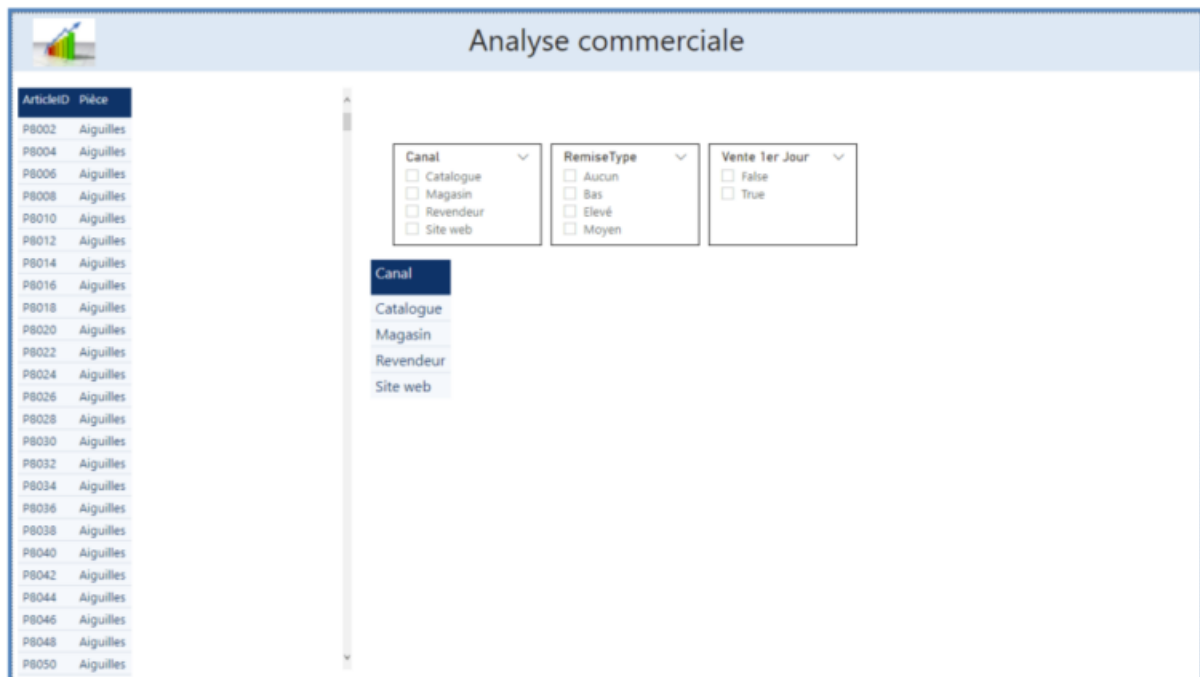 Analyse commerciale
ArticleID Pièce
P8002 Aiguilles
P8004 Aiguilles
P8006 Aiguilles
P8008 Aiguilles
P8010 Aiguilles
P8012 Aiguilles
P8014 Aiguilles
P8016 Aiguilles
P8018 Aiguilles
P8020 Aiguilles
P8022 Aiguilles
P8024 Aiguilles
P8026 Aiguilles
P8028 Aiguilles
P8030 Aiguilles
P8032 Aiguilles
P8034 Aiguilles
P8036 Aiguilles
P8038 Aiguilles
P8040 Aiguilles
P8042 Aiguilles
P8044 Aiguilles
P8046 Aiguilles
P8048 Aiguilles
P8050 Aiguilles
Canal
Catalogue
Magasin
Revendeur
Site web
RemiseType
Aucun
Bas
Elevé
Moyen
Vente 1er Jour
False
True
Canal
Catalogue
Magasin
Revendeur
Site web